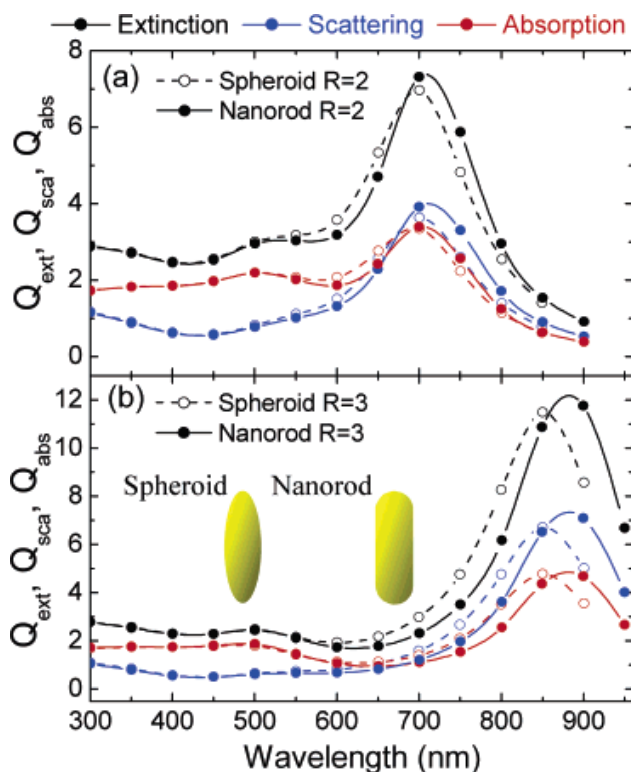 Extinction Scattering Absorption
(a)
Spheroid R=2
Nanorod R=2
Q_ext, Q_sca, Q_abs
8
6
4
2
0
(b)
Spheroid R=3
Nanorod R=3
Spheroid Nanorod
Q_ext, Q_sca, Q_abs
12
10
8
6
4
2
0
300 400 500 600 700 800 900
Wavelength (nm)